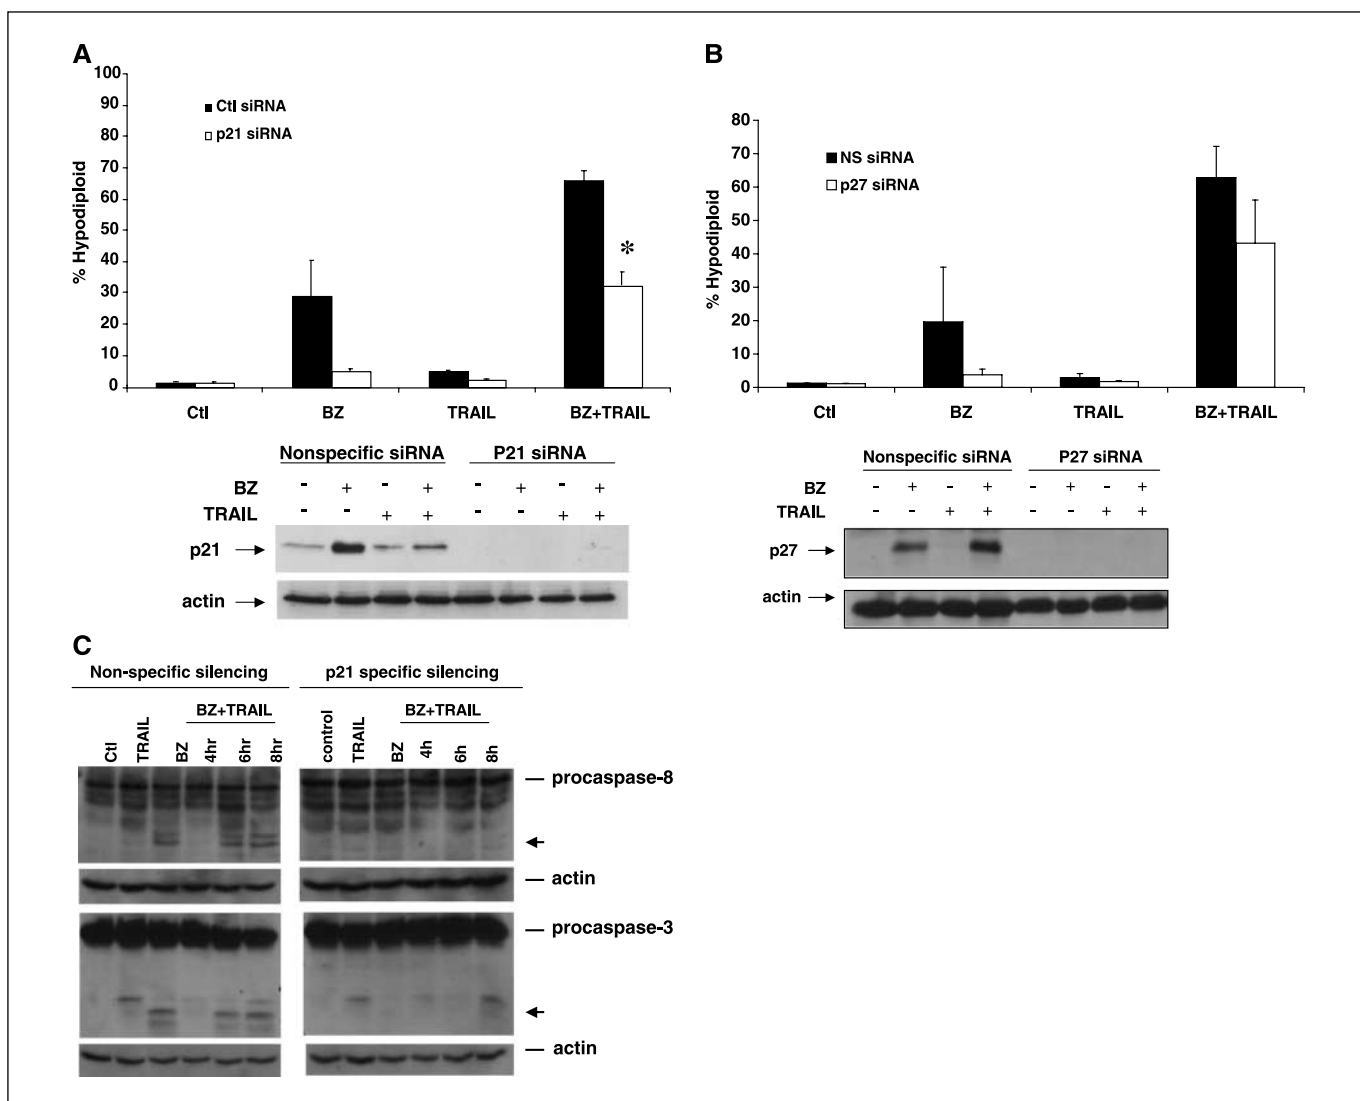 A
100
90
80
70
60
50
40
30
20
10
0
% Hypodiploid
Ctl siRNA
p21 siRNA
*
Ctl BZ TRAIL BZ+TRAIL
Nonspecific siRNA P21 siRNA
BZ - + - + - + - +
TRAIL - - + + - - + +
p21
actin
B
80
70
60
50
40
30
20
10
0
% Hypodiploid
NS siRNA
p27 siRNA
Ctl BZ TRAIL BZ+TRAIL
Nonspecific siRNA P27 siRNA
BZ - + - + - + - +
TRAIL - - + + - - + +
p27
actin
C
Non-specific silencing p21 specific silencing
BZ+TRAIL BZ+TRAIL
Ctl TRAIL BZ 4hr 6hr 8hr control TRAIL BZ 4h 6h 8h
procaspase-8
actin
procaspase-3
actin